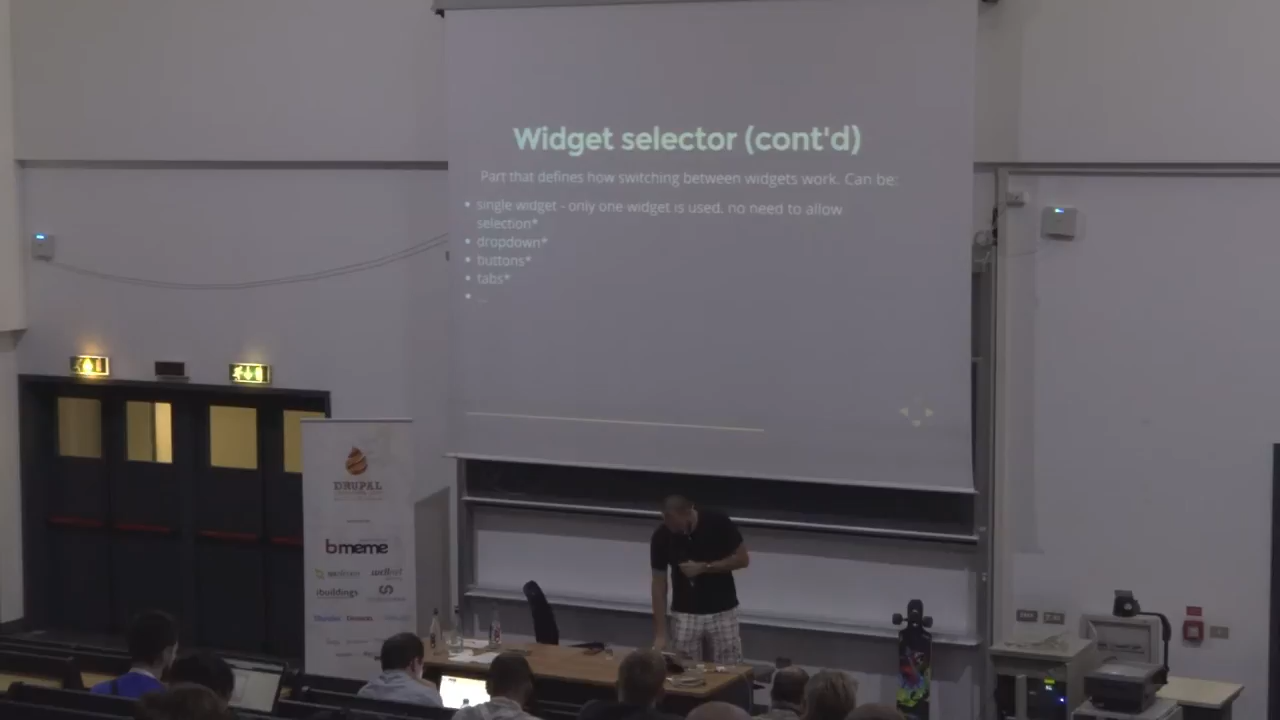 Widget selector (cont'd)
Part that defines how switching between widgets work. Can be:
• single widget - only one widget is used, no need to allow
selection*
• dropdown*
• buttons*
• tabs*
• ...
DRUPAL
bmeme
ibuildings